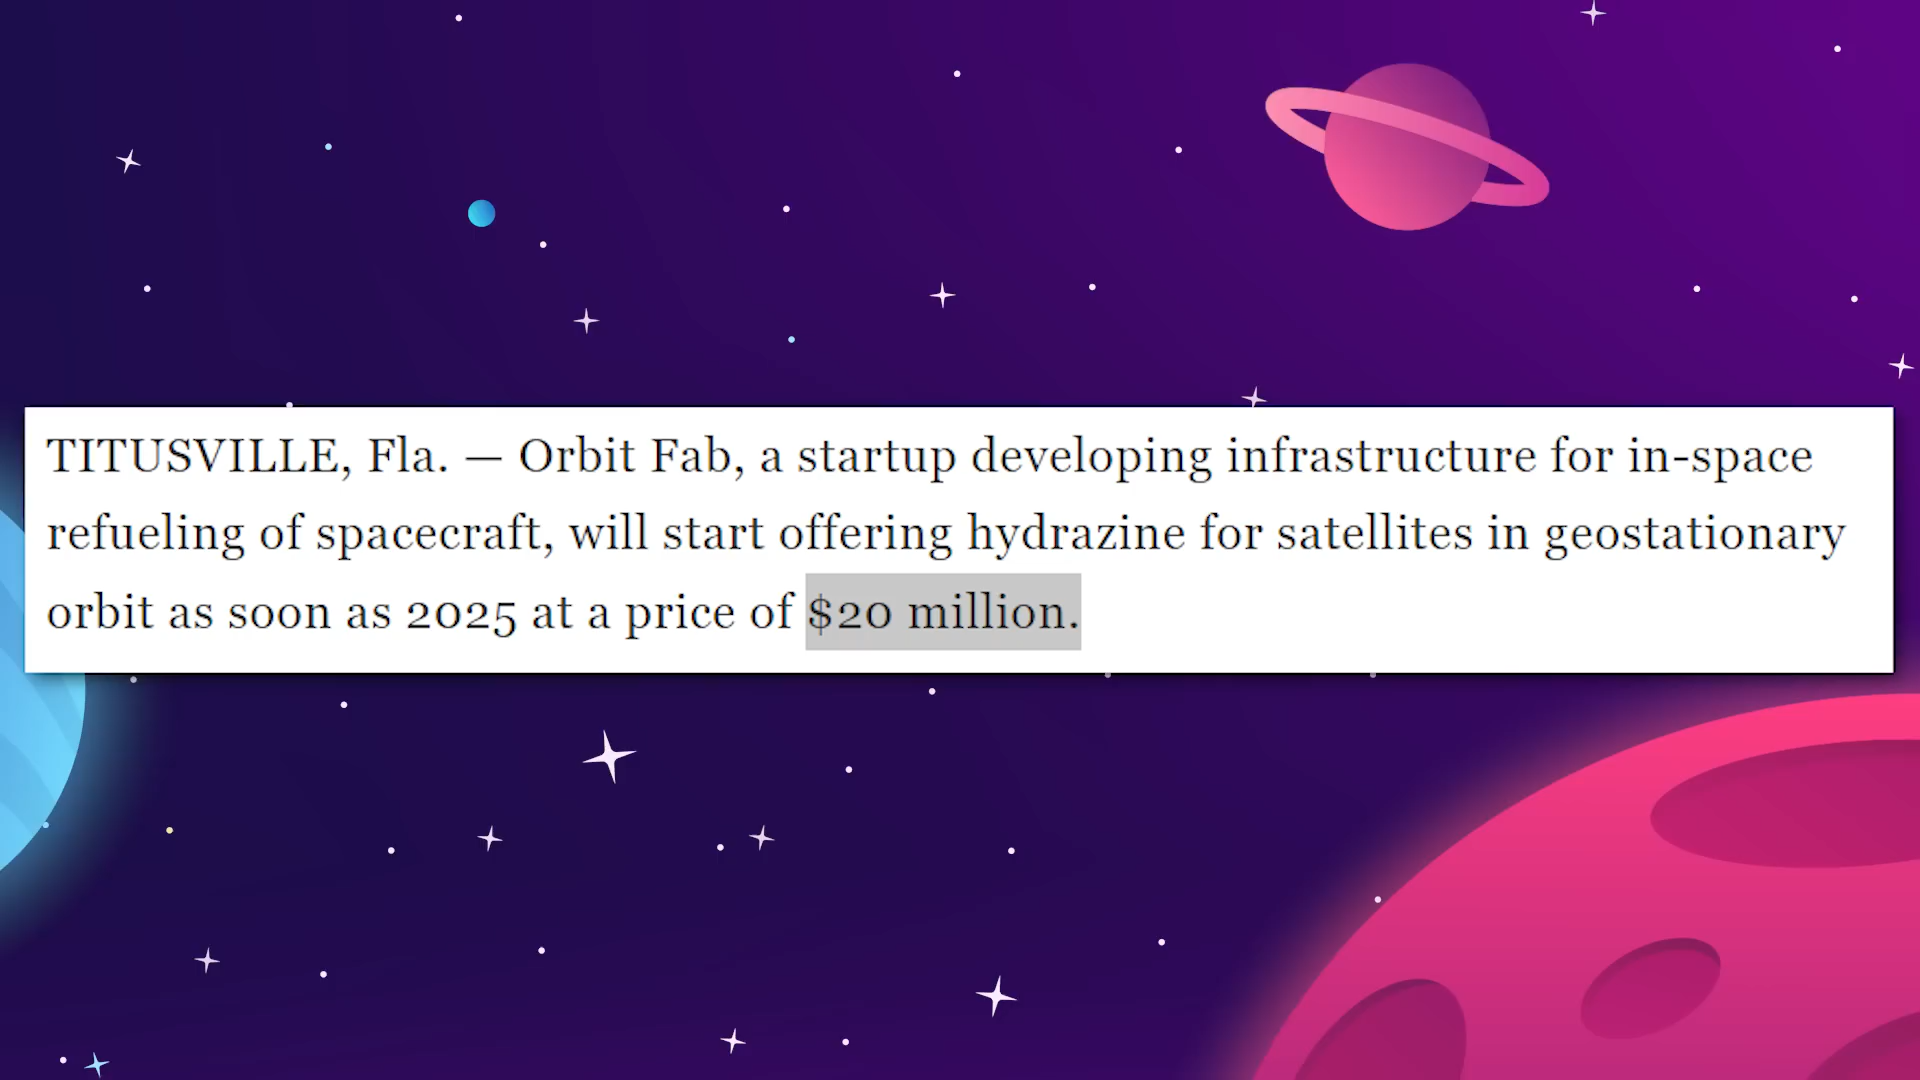 TITUSVILLE, Fla. — Orbit Fab, a startup developing infrastructure for in-space
refueling of spacecraft, will start offering hydrazine for satellites in geostationary
orbit as soon as 2025 at a price of $20 million.